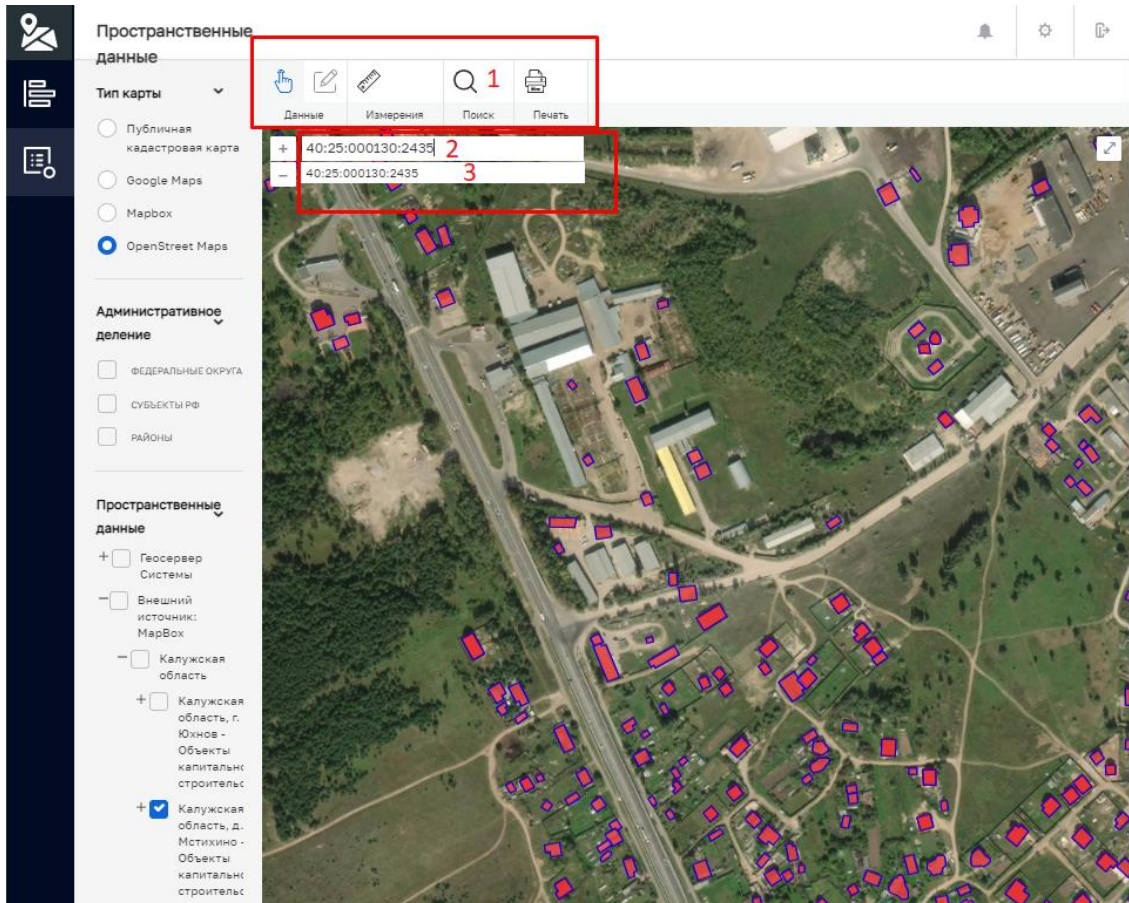 Пространственные
данные
Тип карты
Публичная
кадастровая карта
Google Maps
Mapbox
OpenStreet Maps
Административное
деление
ФЕДЕРАЛЬНЫЕ ОКРУГА
СУБЪЕКТЫ РФ
РАЙОНЫ
Пространственные
данные
+ Геосервер
Системы
− Внешний
источник:
MapBox
− Калужская
область
+ Калужская
область, г.
Юхнов -
Объекты
капитальнс
строительс
+ Калужская
область, д.
Мстихино -
Объекты
капитальнс
строительс
1
Данные Измерения Поиск Печать
+ 40:25:000130:2435 2
− 40:25:000130:2435 3